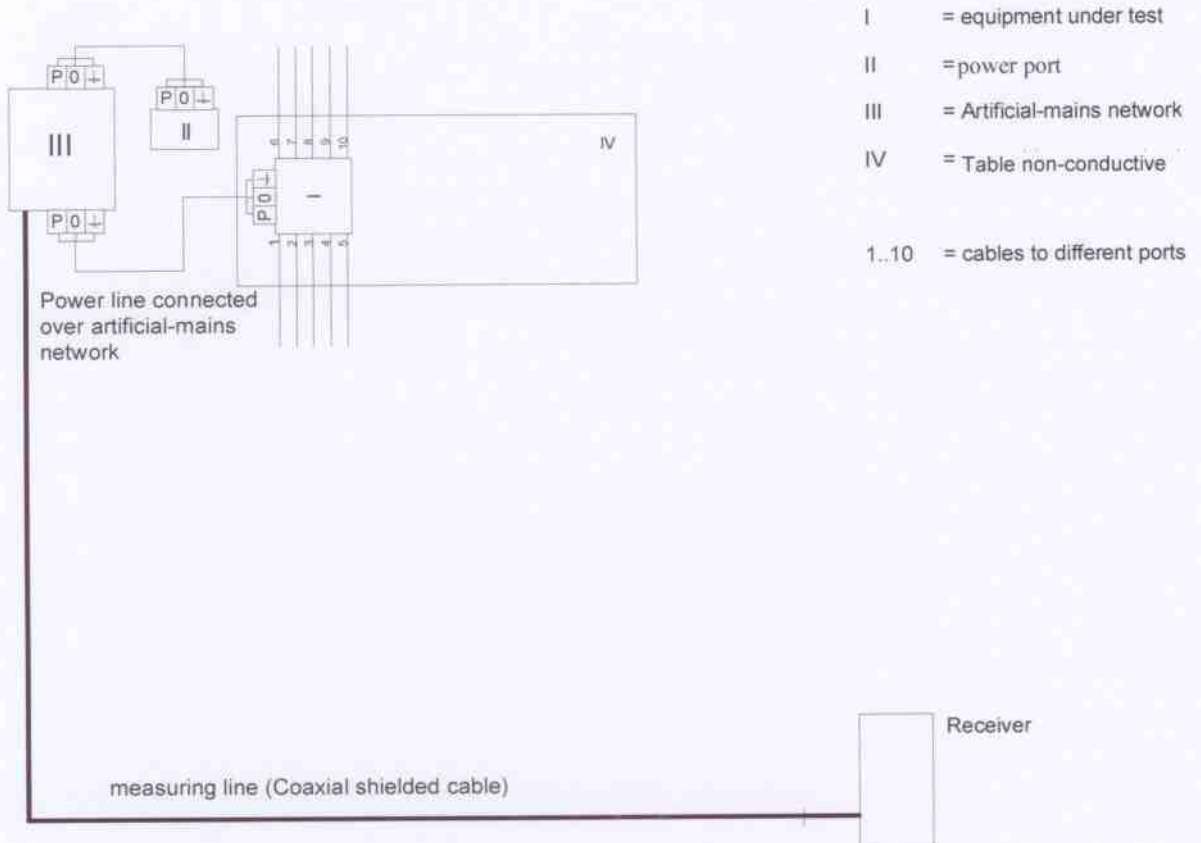 I = equipment under test
II =power port
III = Artificial-mains network
IV = Table non-conductive
1..10 = cables to different ports
P 0 ⏚
P 0 ⏚
III
II
6 7 8 9 10
IV
P 0 ⏚
I
P 0 ⏚
1 2 3 4 5
Power line connected
over artificial-mains
network
Receiver
measuring line (Coaxial shielded cable)